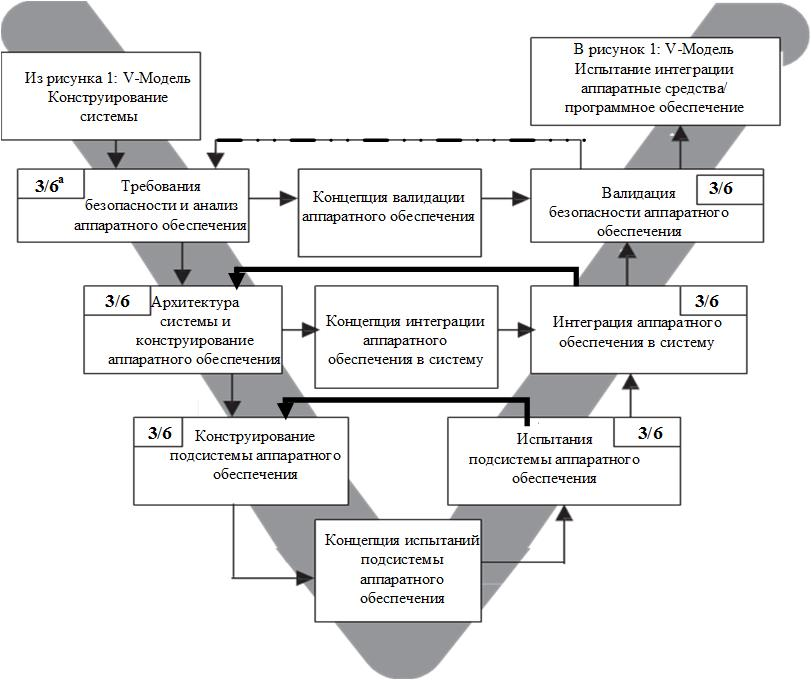 Из рисунка 1: V-Модель
Конструирование
системы
В рисунок 1: V-Модель
Испытание интеграции
аппаратные средства/
программное обеспечение
3/6a
Требования
безопасности и анализ
аппаратного обеспечения
Концепция валидации
аппаратного обеспечения
3/6
Валидация
безопасности аппаратного
обеспечения
3/6
Архитектура
системы и
конструирование
аппаратного обеспечения
Концепция интеграции
аппаратного
обеспечения в систему
3/6
Интеграция аппаратного
обеспечения в систему
3/6
Конструирование
подсистемы аппаратного
обеспечения
3/6
Испытания
подсистемы аппаратного
обеспечения
Концепция испытаний
подсистемы
аппаратного
обеспечения